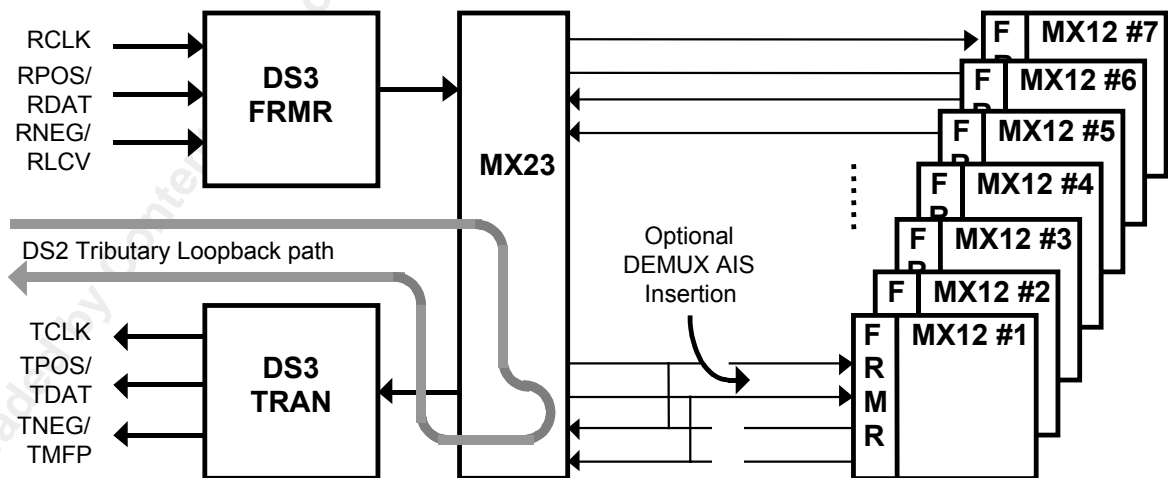 RCLK
RPOS/
RDAT
RNEG/
RLCV
DS3
FRMR
MX23
MX12 #7
F
MX12 #6
F
MX12 #5
F
MX12 #4
F
MX12 #3
F
MX12 #2
F
MX12 #1
F
R
M
R
DS2 Tributary Loopback path
Optional
DEMUX AIS
Insertion
TCLK
TPOS/
TDAT
TNEG/
TMFP
DS3
TRAN